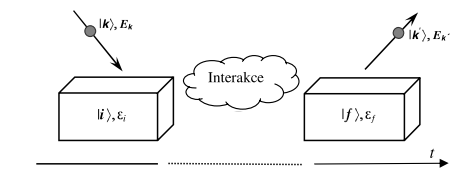 |k⟩, E_k
|k'⟩, E_k'
Interakce
|i⟩, ε_i
|f⟩, ε_f
t